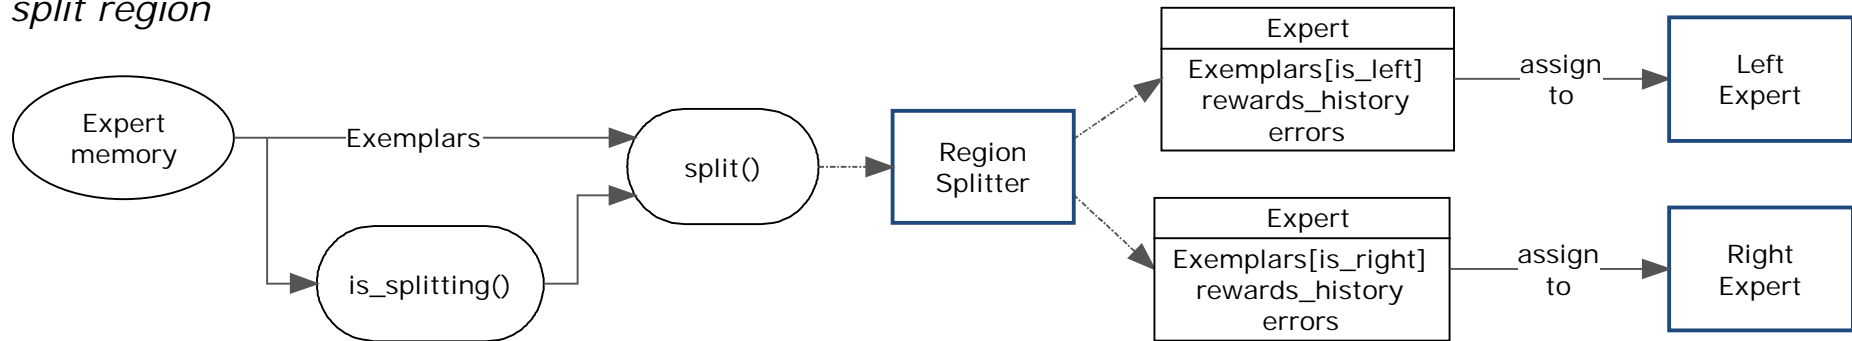 split region
Expert
memory
Exemplars
is_splitting()
split()
Region
Splitter
Expert
Exemplars[is_left]
rewards_history
errors
assign
to
Left
Expert
Expert
Exemplars[is_right]
rewards_history
errors
assign
to
Right
Expert